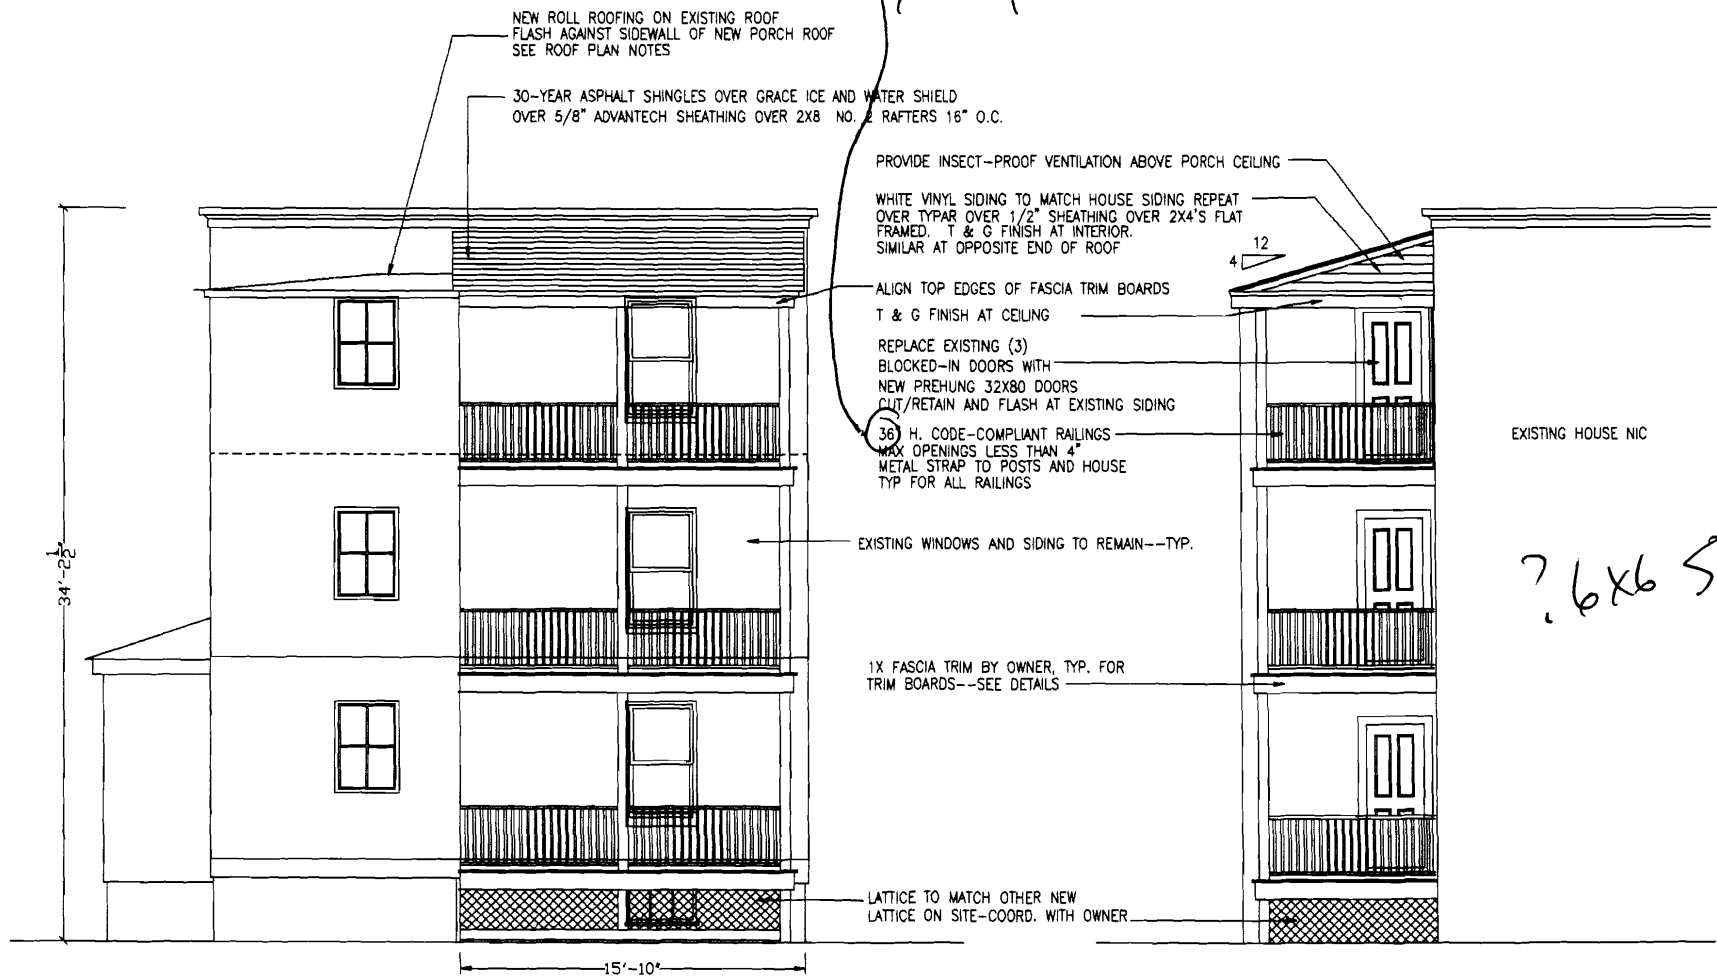 NEW ROLL ROOFING ON EXISTING ROOF
FLASH AGAINST SIDEWALL OF NEW PORCH ROOF
SEE ROOF PLAN NOTES
30-YEAR ASPHALT SHINGLES OVER GRACE ICE AND WATER SHIELD
OVER 5/8" ADVANTECH SHEATHING OVER 2X8 NO. 2 RAFTERS 16" O.C.
PROVIDE INSECT-PROOF VENTILATION ABOVE PORCH CEILING
WHITE VINYL SIDING TO MATCH HOUSE SIDING REPEAT
OVER TYPAR OVER 1/2" SHEATHING OVER 2X4'S FLAT
FRAMED. T & G FINISH AT INTERIOR.
SIMILAR AT OPPOSITE END OF ROOF
12
4
ALIGN TOP EDGES OF FASCIA TRIM BOARDS
T & G FINISH AT CEILING
REPLACE EXISTING (3)
BLOCKED-IN DOORS WITH
NEW PREHUNG 32X80 DOORS
CUT/RETAIN AND FLASH AT EXISTING SIDING
36" H. CODE-COMPLIANT RAILINGS
MAX OPENINGS LESS THAN 4"
METAL STRAP TO POSTS AND HOUSE
TYP FOR ALL RAILINGS
EXISTING HOUSE NIC
EXISTING WINDOWS AND SIDING TO REMAIN--TYP.
34'-2 1/2"
? 6x6 S
1X FASCIA TRIM BY OWNER, TYP. FOR
TRIM BOARDS--SEE DETAILS
LATTICE TO MATCH OTHER NEW
LATTICE ON SITE-COORD. WITH OWNER
15'-10"